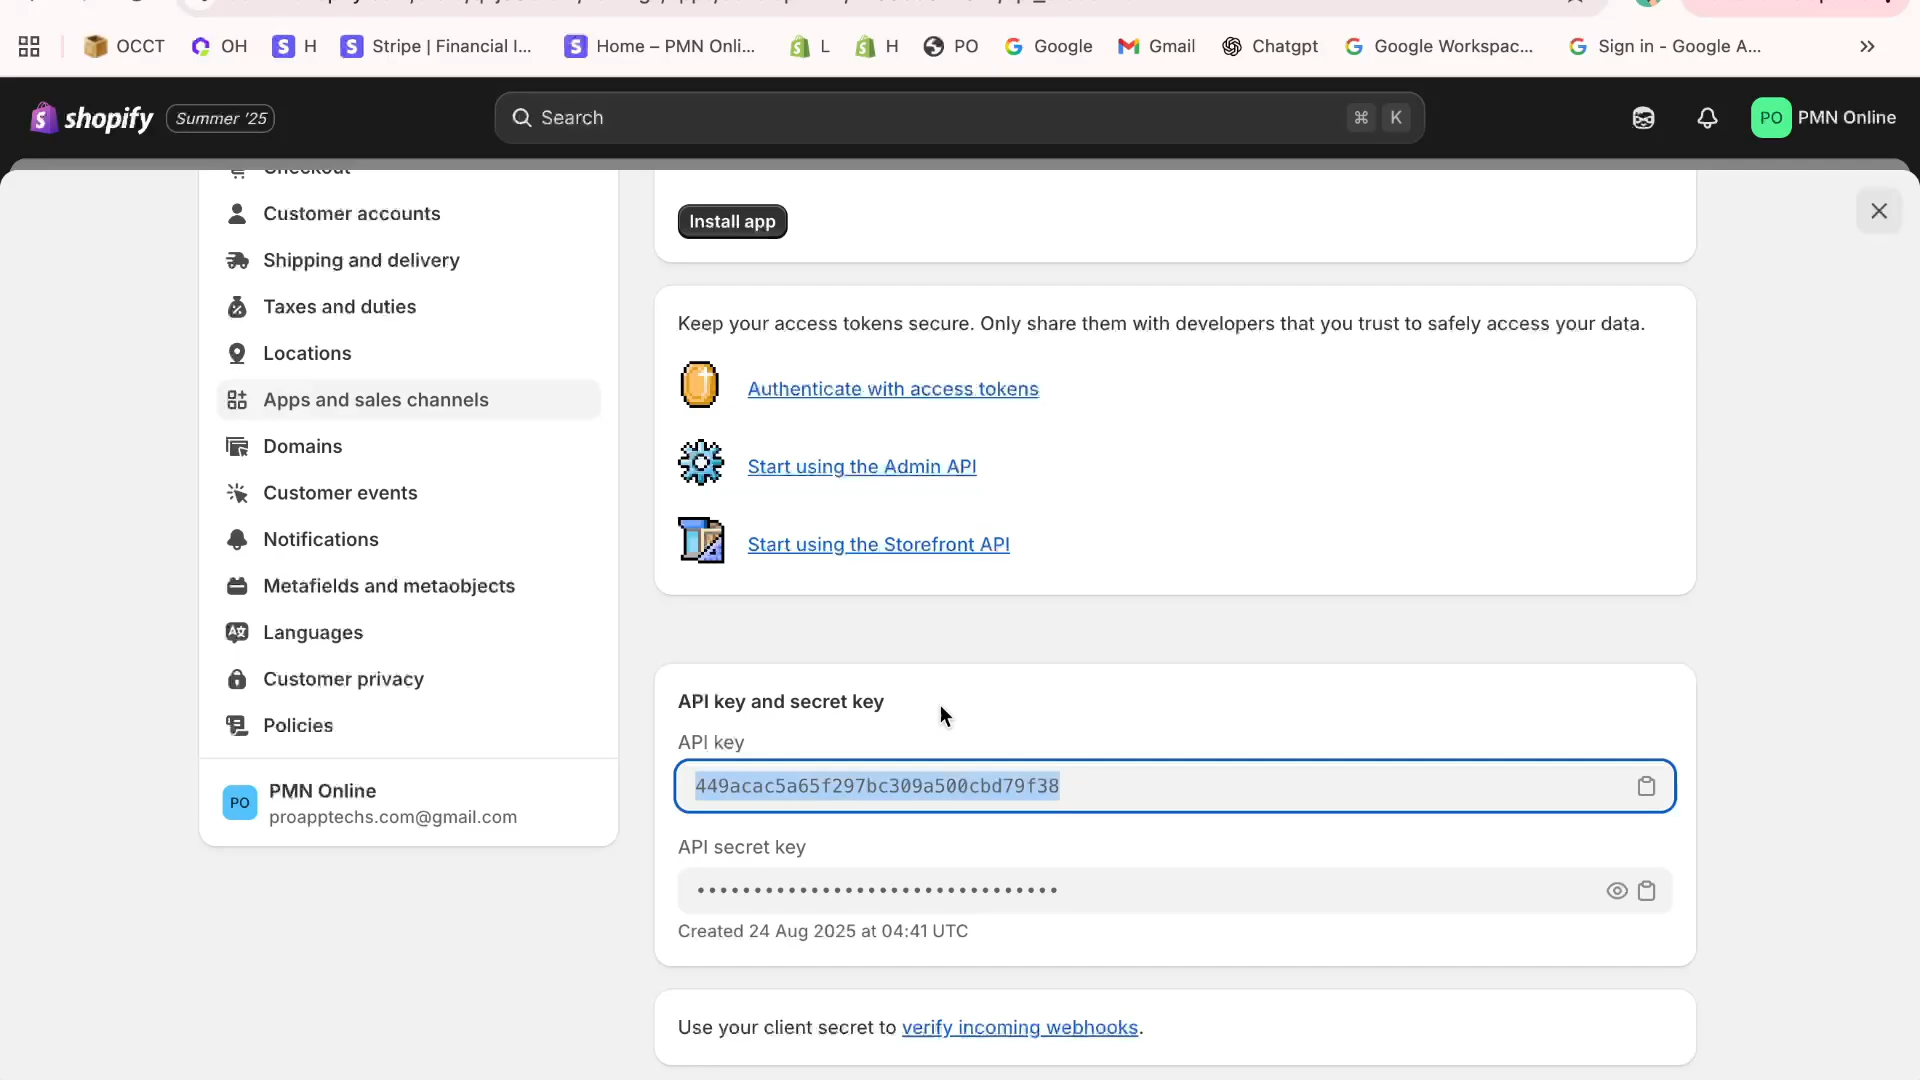 OCCT
OH
H
Stripe | Financial I...
Home – PMN Onli...
L
H
PO
Google
Gmail
Chatgpt
Google Workspac...
Sign in - Google A...
shopify
Summer '25
Search
⌘ K
PO
PMN Online
Checkout
Customer accounts
Shipping and delivery
Taxes and duties
Locations
Apps and sales channels
Domains
Customer events
Notifications
Metafields and metaobjects
Languages
Customer privacy
Policies
PO
PMN Online
proapptechs.com@gmail.com
Install app
Keep your access tokens secure. Only share them with developers that you trust to safely access your data.
Authenticate with access tokens
Start using the Admin API
Start using the Storefront API
API key and secret key
API key
449acac5a65f297bc309a500cbd79f38
API secret key
••••••••••••••••••••••••••••••••
Created 24 Aug 2025 at 04:41 UTC
Use your client secret to verify incoming webhooks.